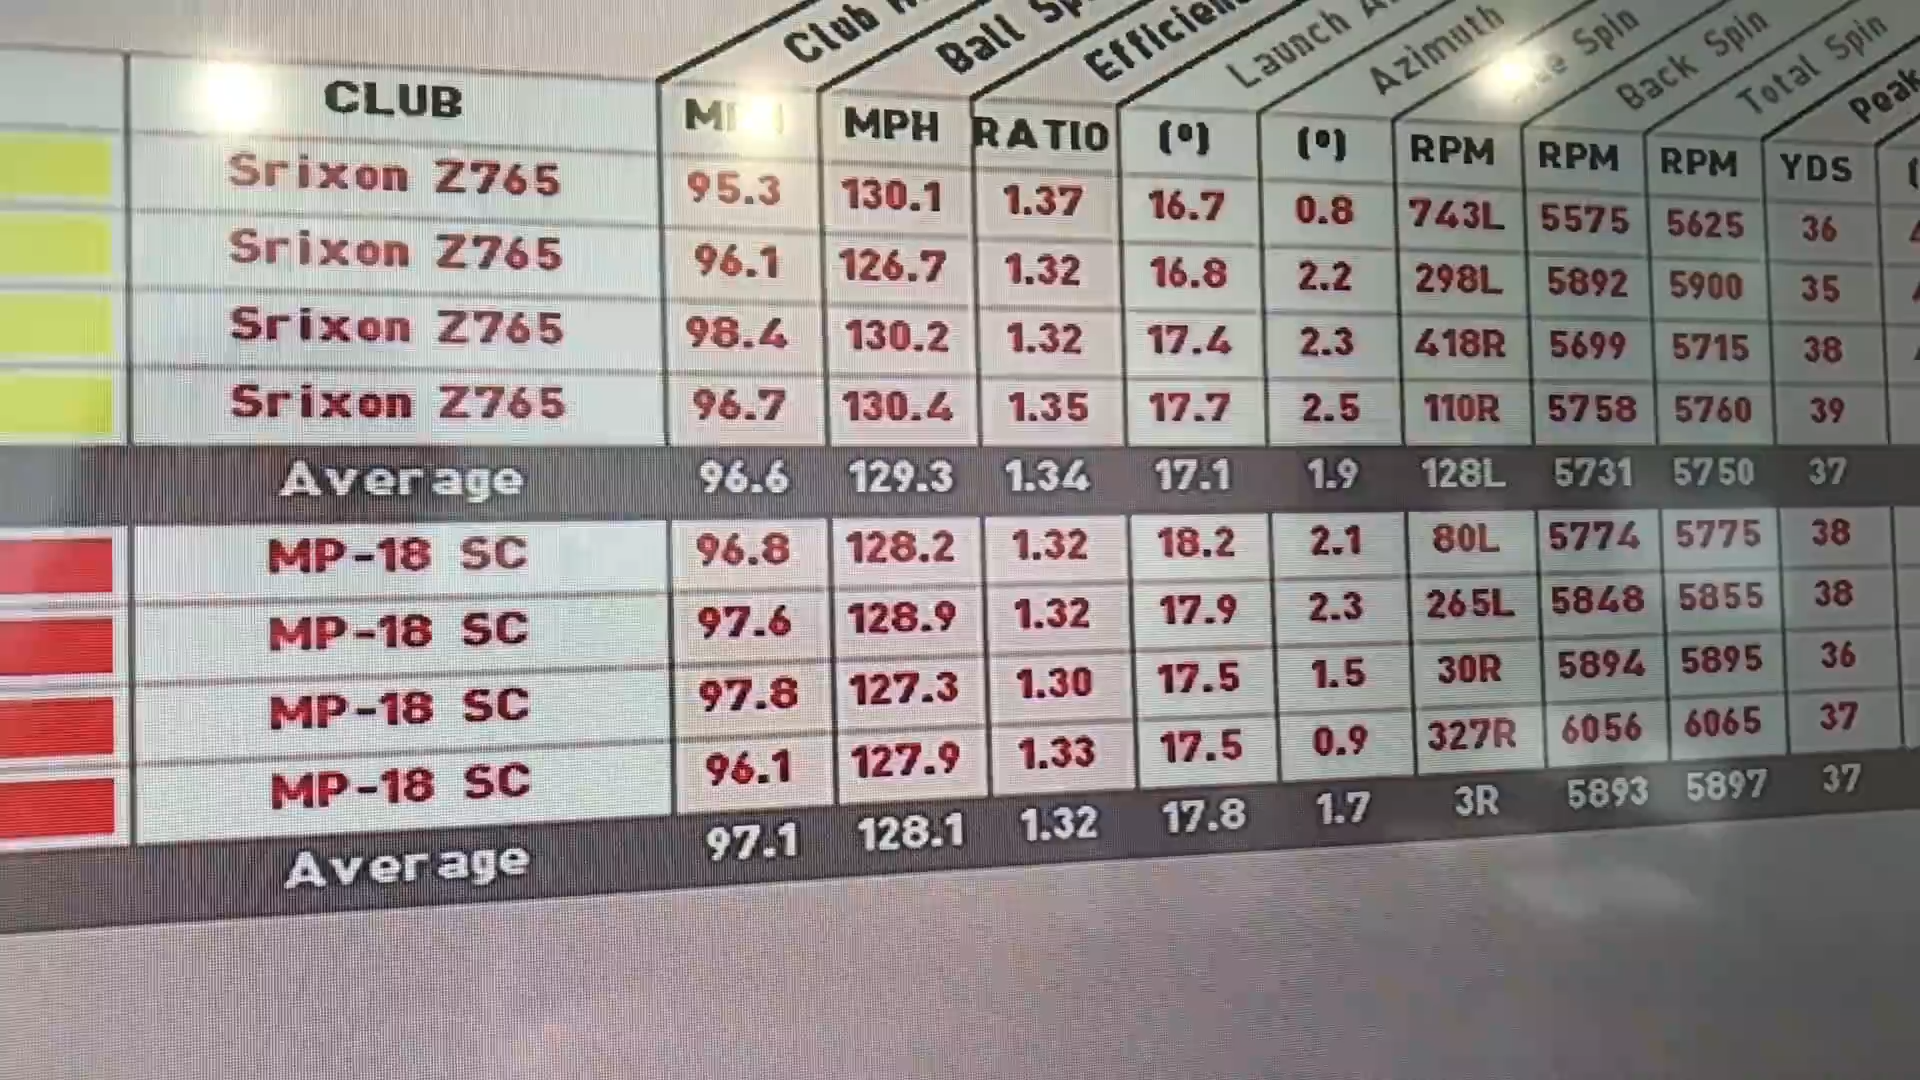 Club
Ball
Launch
Azimuth
Spin
Back Spin
Total Spin
Peak
CLUB MPH RATIO (º) (º) RPM RPM RPM YDS
Srixon Z765 95.3 130.1 1.37 16.7 0.8 743L 5575 5625 36
Srixon Z765 96.1 126.7 1.32 16.8 2.2 298L 5892 5900 35
Srixon Z765 98.4 130.2 1.32 17.4 2.3 418R 5699 5715 38
Srixon Z765 96.7 130.4 1.35 17.7 2.5 110R 5758 5760 39
Average 96.6 129.3 1.34 17.1 1.9 128L 5731 5750 37
MP-18 SC 96.8 128.2 1.32 18.2 2.1 80L 5774 5775 38
MP-18 SC 97.6 128.9 1.32 17.9 2.3 265L 5848 5855 38
MP-18 SC 97.8 127.3 1.30 17.5 1.5 30R 5894 5895 36
MP-18 SC 96.1 127.9 1.33 17.5 0.9 327R 6056 6065 37
Average 97.1 128.1 1.32 17.8 1.7 3R 5893 5897 37